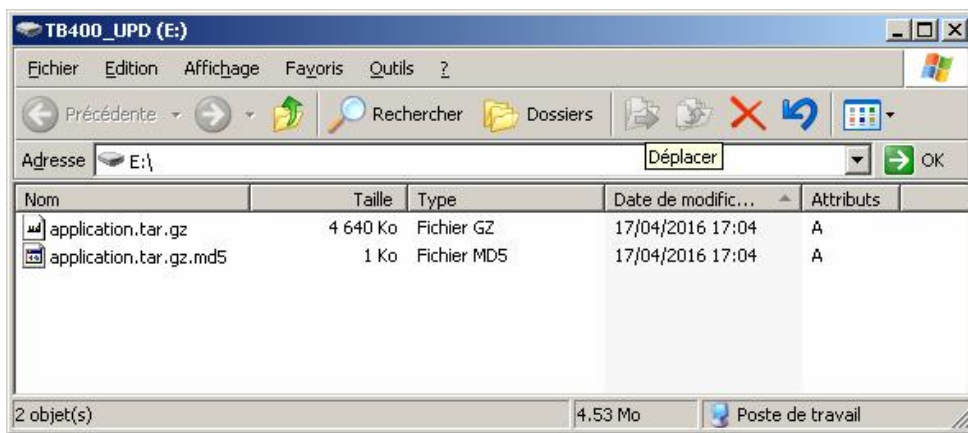 TB400_UPD (E:)
Fichier Edition Affichage Favoris Outils ?
Précédente Rechercher Dossiers
Déplacer
Adresse E:\ OK
Nom Taille Type Date de modific... Attributs
application.tar.gz 4 640 Ko Fichier GZ 17/04/2016 17:04 A
application.tar.gz.md5 1 Ko Fichier MD5 17/04/2016 17:04 A
2 objet(s) 4,53 Mo Poste de travail